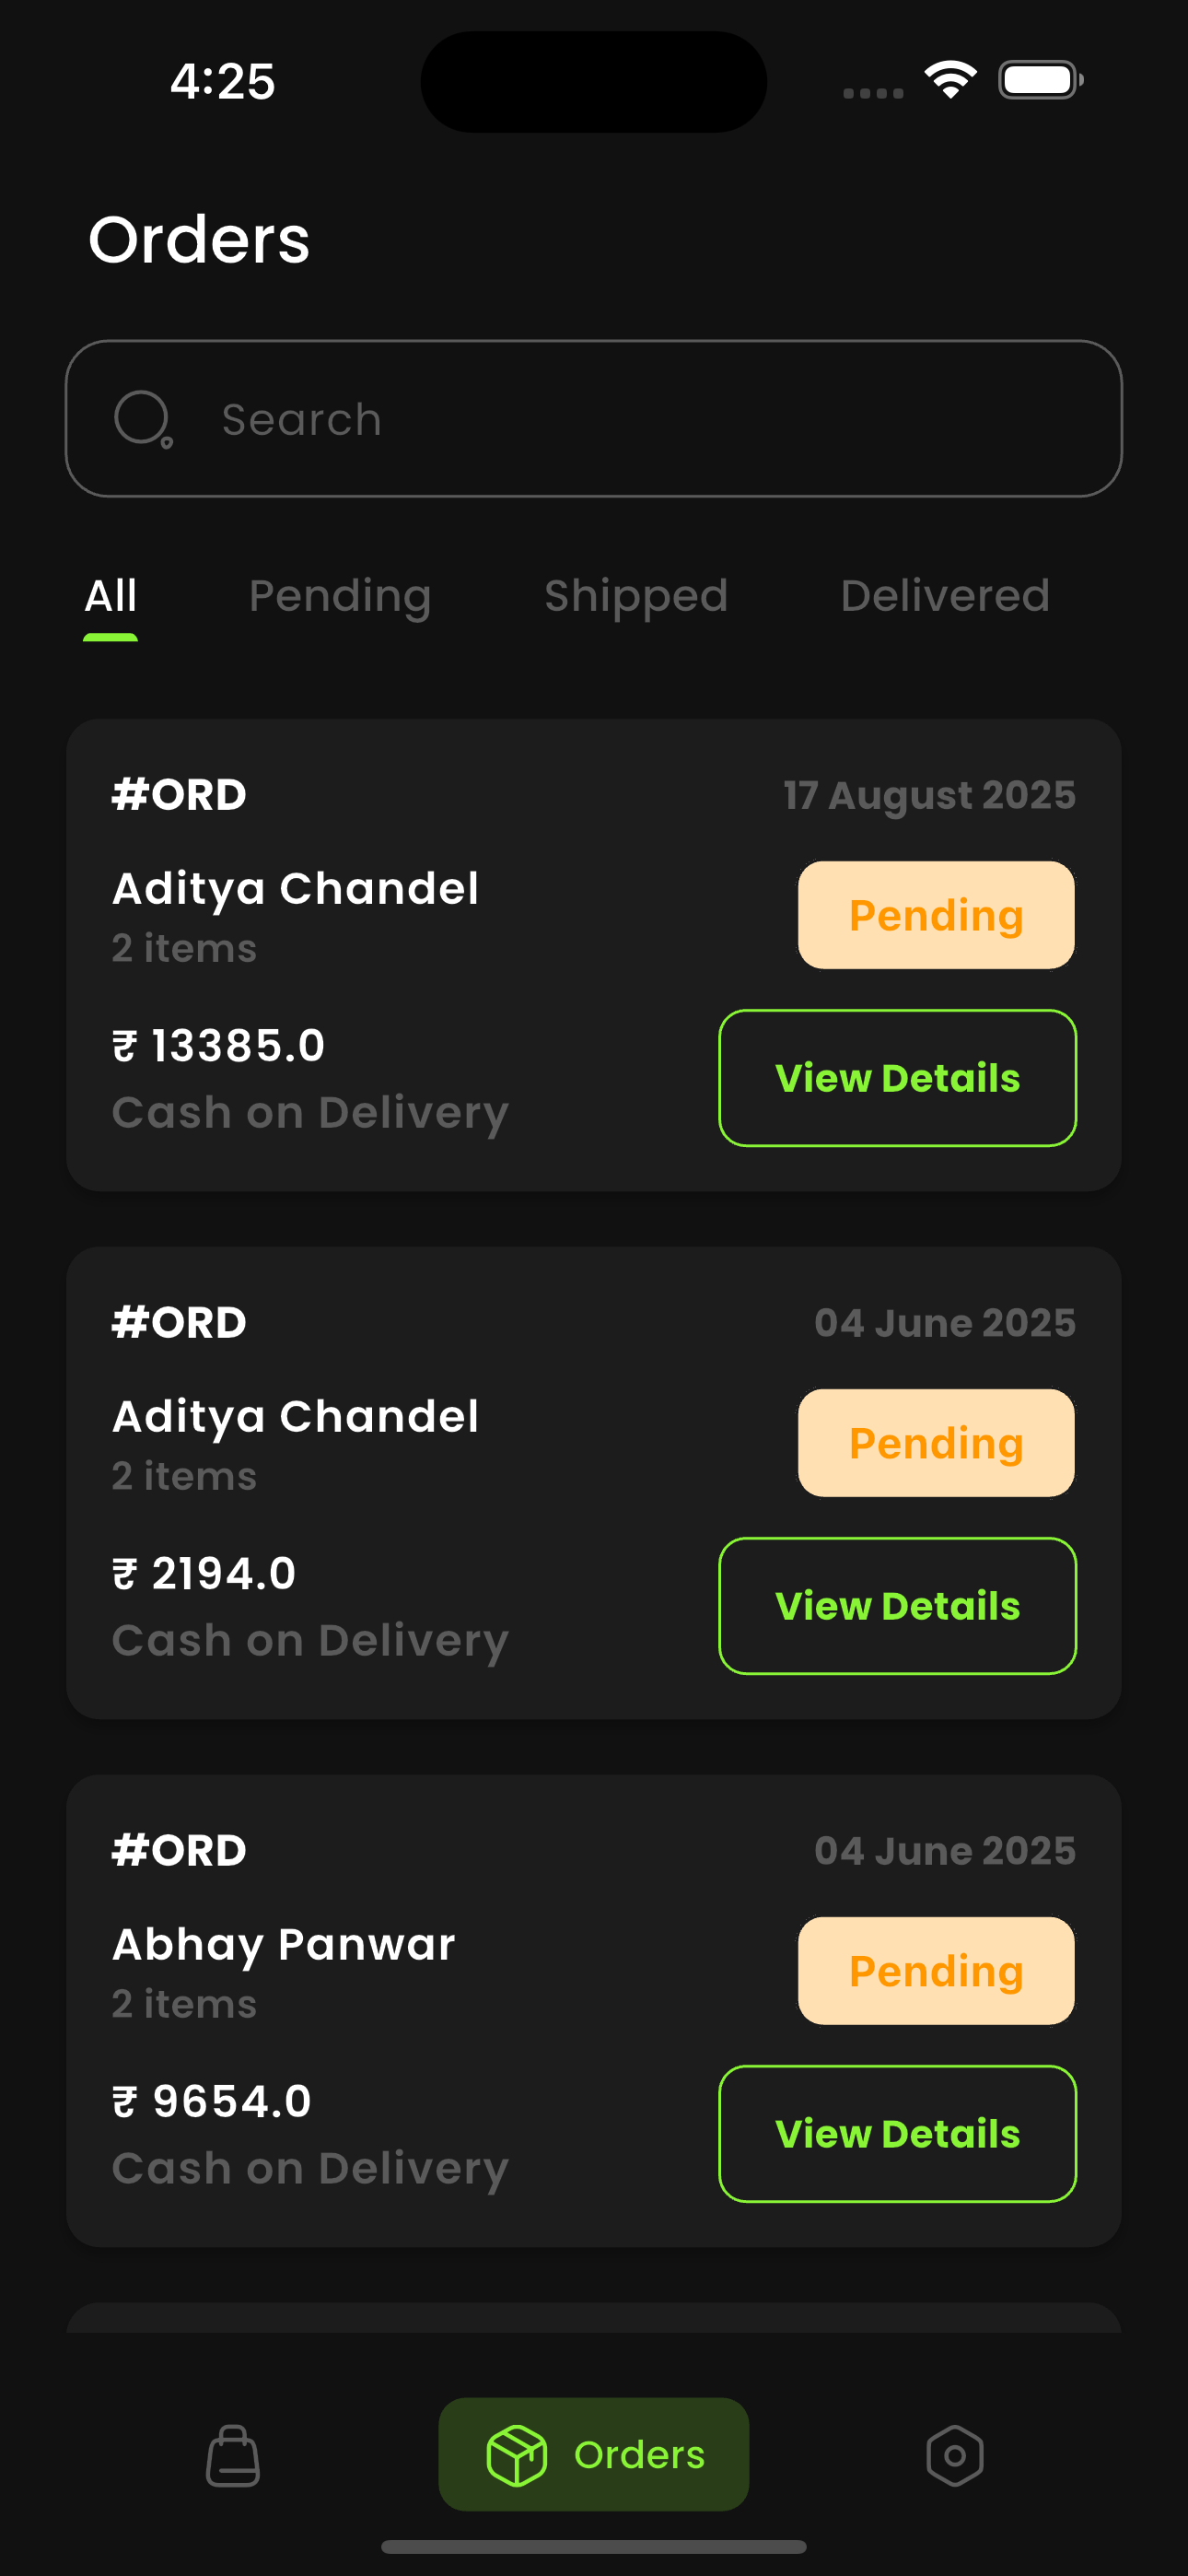 4:25
Orders
Search
All Pending Shipped Delivered
#ORD 17 August 2025
Aditya Chandel
2 items Pending
₹ 13385.0
Cash on Delivery View Details
#ORD 04 June 2025
Aditya Chandel
2 items Pending
₹ 2194.0
Cash on Delivery View Details
#ORD 04 June 2025
Abhay Panwar
2 items Pending
₹ 9654.0
Cash on Delivery View Details
Orders